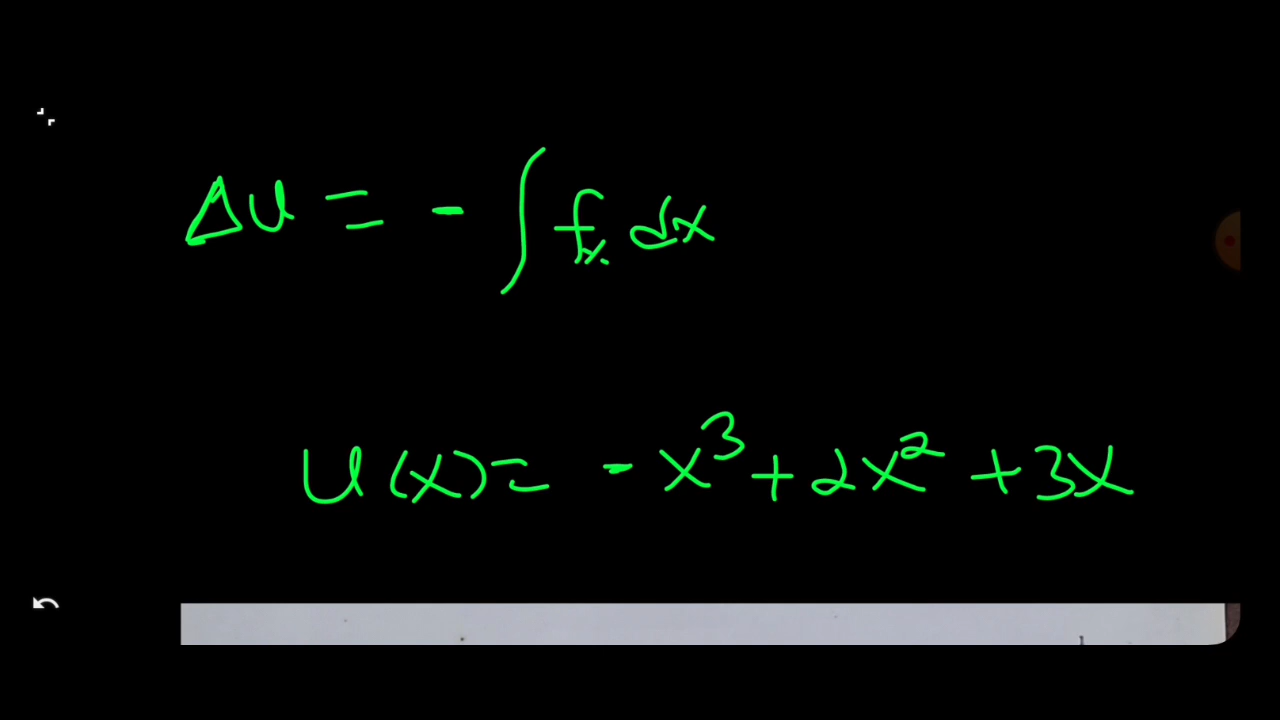 Δu = - ∫ fx dx
U(x) = - x³ + 2x² + 3x